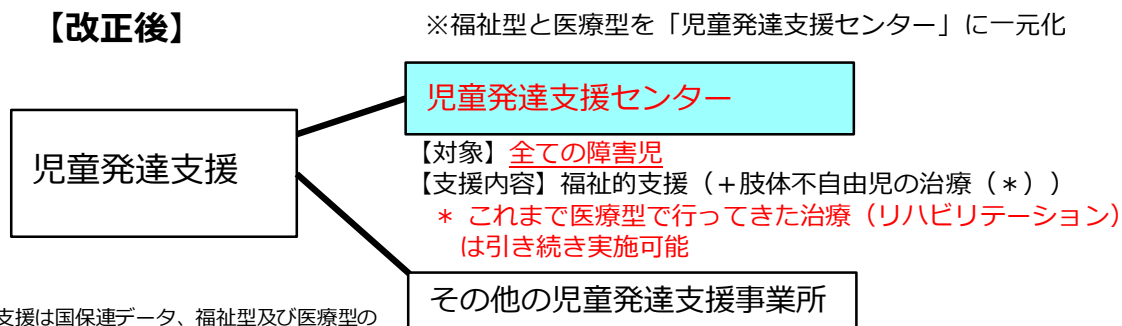 【改正後】
※福祉型と医療型を「児童発達支援センター」に一元化
児童発達支援センター
児童発達支援
【対象】全ての障害児
【支援内容】福祉的支援（＋肢体不自由児の治療（＊））
＊ これまで医療型で行ってきた治療（リハビリテーション）
は引き続き実施可能
その他の児童発達支援事業所
支援は国保連データ、福祉型及び医療型の